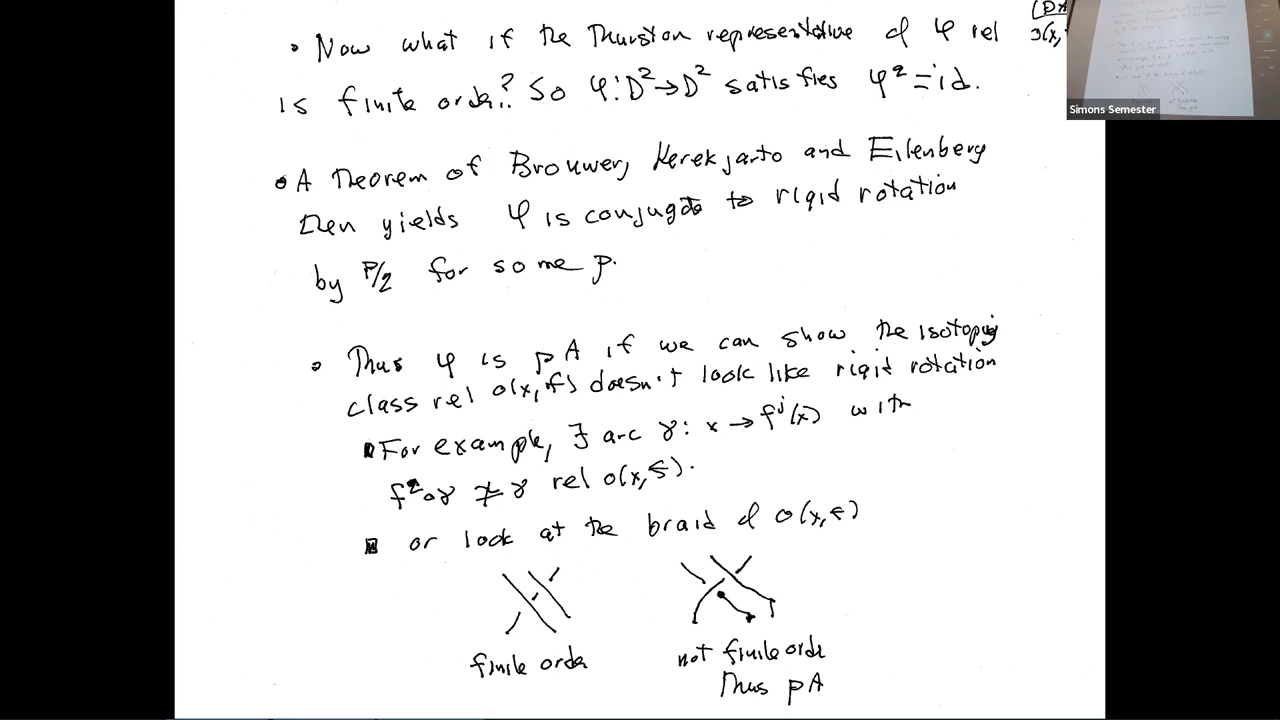 • Now what if the Thurston representative of φ rel
is finite order? So φ: D² → D² satisfies φ^q = id.
• A Theorem of Brouwer, Kerekjarto and Eilenberg
then yields φ is conjugate to rigid rotation
by p/q for some p.
• Thus φ is pA if we can show the isotopy
class rel o(x, f) doesn't look like rigid rotation
▪ For example, ∃ arc γ: x → f^j(x) with
f^q∘γ ≄ γ rel o(x, f).
▪ or look at the braid of o(x, f)
finite order
not finite order
Thus pA
Simons Semester